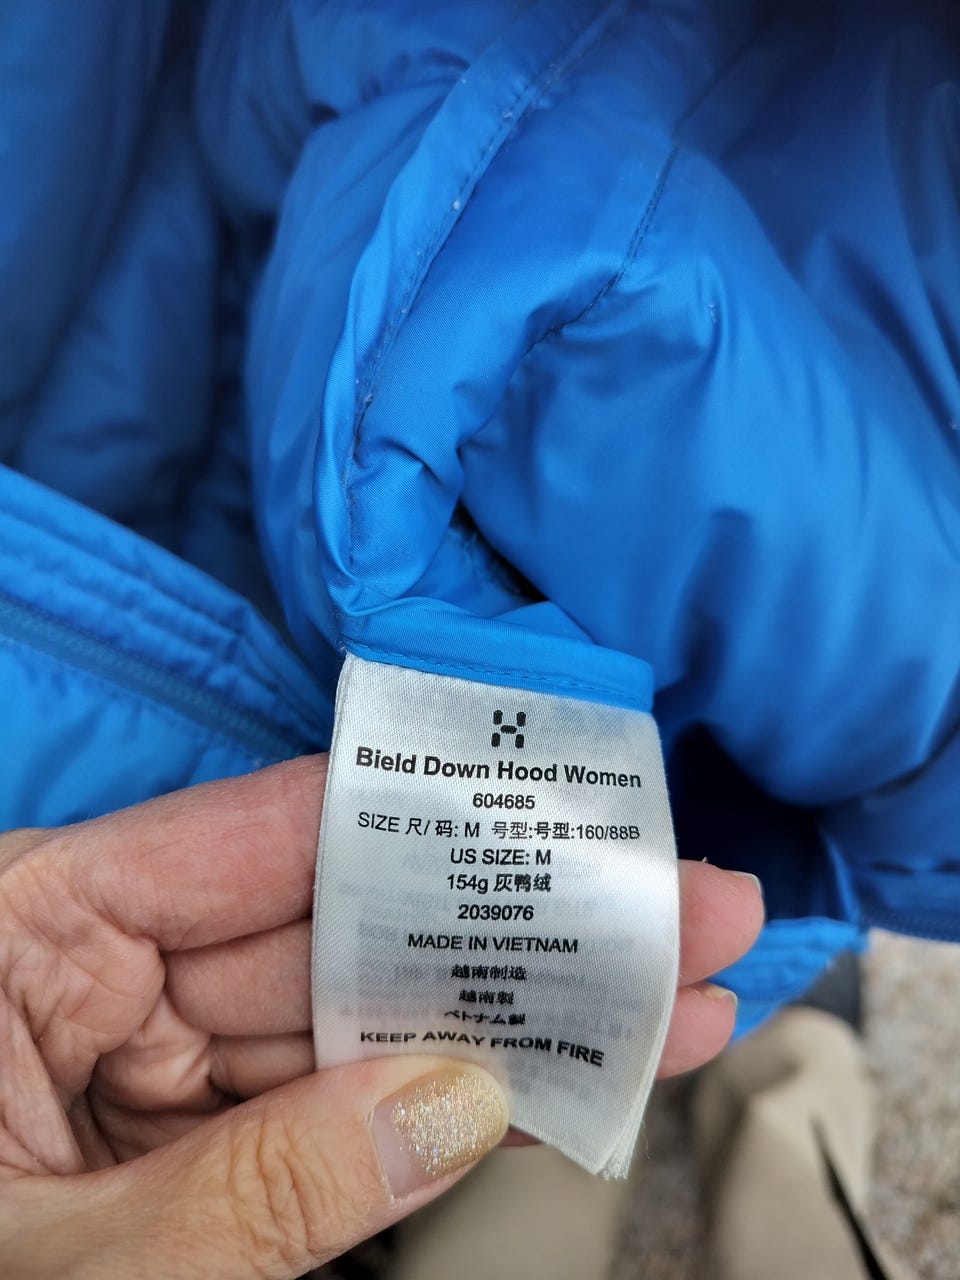 Bield Down Hood Women
604685
SIZE 尺/ 码: M 号型:号型:160/88B
US SIZE: M
154g 灰鸭绒
2039076
MADE IN VIETNAM
越南制造
越南製
ベトナム製
KEEP AWAY FROM FIRE